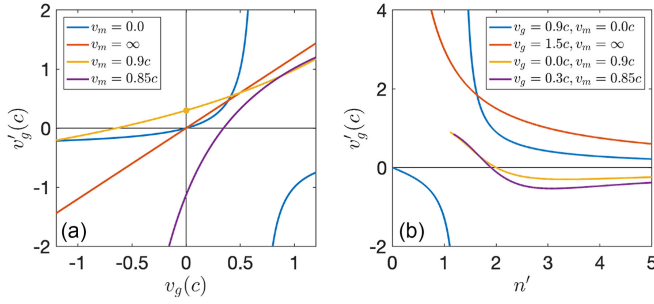 2
1
0
-1
-2
-1
-0.5
0
0.5
1
v′g(c)
vg(c)
(a)
vm = 0.0
vm = ∞
vm = 0.9c
vm = 0.85c
4
2
0
-2
0
1
2
3
4
5
v′g(c)
n′
(b)
vg = 0.9c, vm = 0.0c
vg = 1.5c, vm = ∞
vg = 0.0c, vm = 0.9c
vg = 0.3c, vm = 0.85c